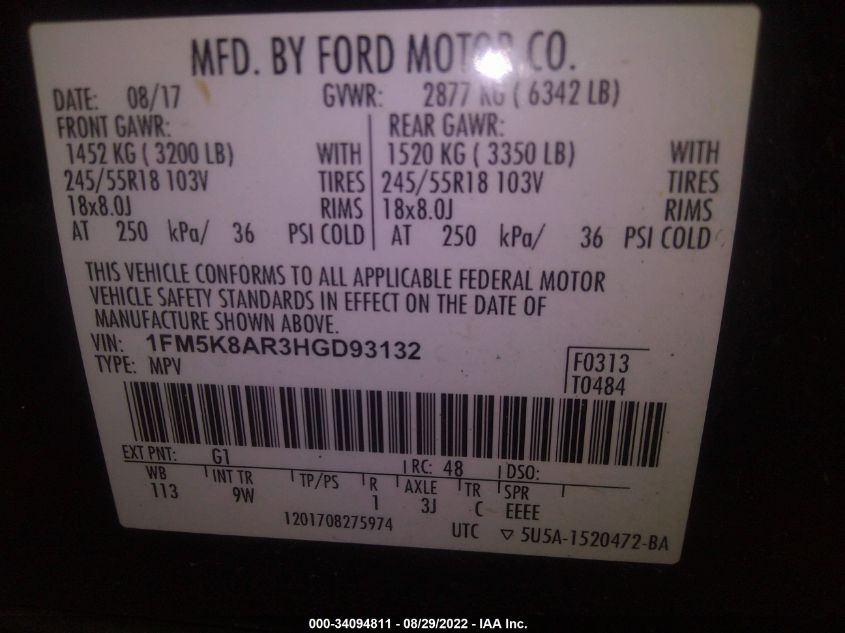 MFD. BY FORD MOTOR CO.
DATE: 08/17 GVWR: 2877 KG ( 6342 LB)
FRONT GAWR: REAR GAWR:
1452 KG ( 3200 LB) WITH 1520 KG ( 3350 LB) WITH
245/55R18 103V TIRES 245/55R18 103V TIRES
18x8.0J RIMS 18x8.0J RIMS
AT 250 kPa/ 36 PSI COLD AT 250 kPa/ 36 PSI COLD
THIS VEHICLE CONFORMS TO ALL APPLICABLE FEDERAL MOTOR
VEHICLE SAFETY STANDARDS IN EFFECT ON THE DATE OF
MANUFACTURE SHOWN ABOVE.
VIN: 1FM5K8AR3HGD93132
TYPE: MPV F0313
T0484
EXT PNT: G1 RC: 48 DSO:
WB INT TR TP/PS R AXLE TR SPR
113 9W 1 3J C EEEE
1201708275974 UTC ▽ 5U5A-1520472-BA
000-34094811 - 08/29/2022 - IAA Inc.